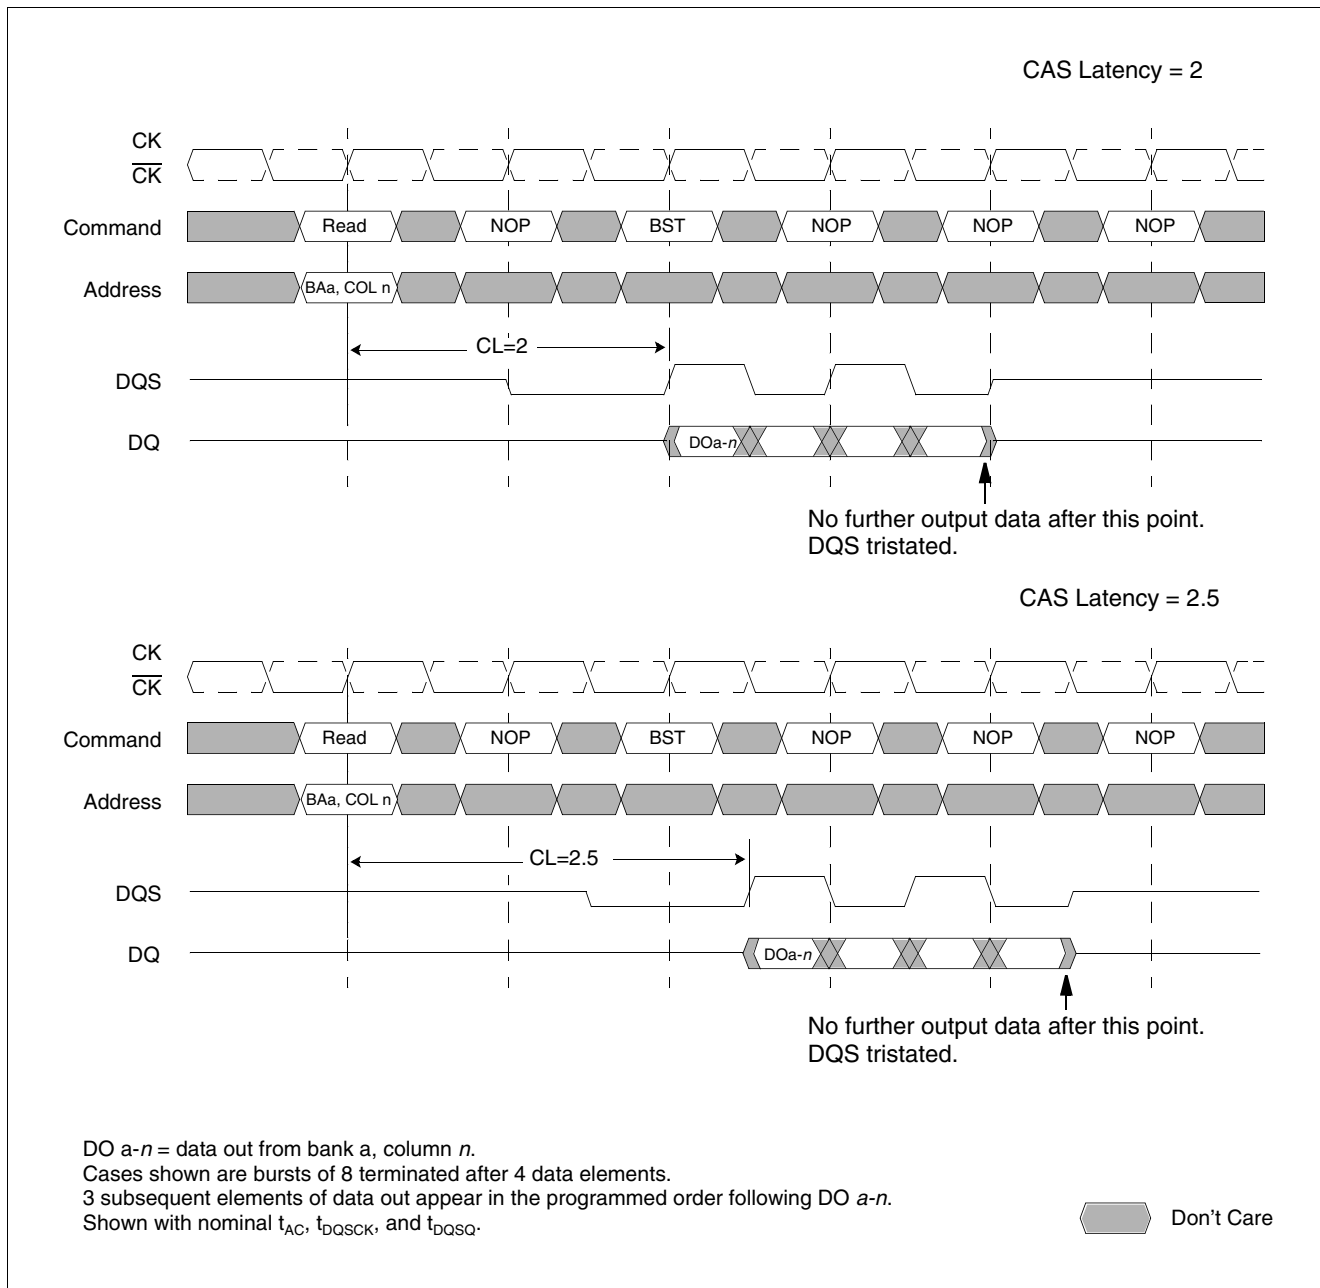 CAS Latency = 2
CK
CK
Command Read NOP BST NOP NOP NOP
Address BAa, COL n
CL=2
DQS
DQ DOa-n
No further output data after this point.
DQS tristated.
CAS Latency = 2.5
CK
CK
Command Read NOP BST NOP NOP NOP
Address BAa, COL n
CL=2.5
DQS
DQ DOa-n
No further output data after this point.
DQS tristated.
DO a-n = data out from bank a, column n.
Cases shown are bursts of 8 terminated after 4 data elements.
3 subsequent elements of data out appear in the programmed order following DO a-n.
Shown with nominal tAC, tDQSCK, and tDQSQ.
Don't Care